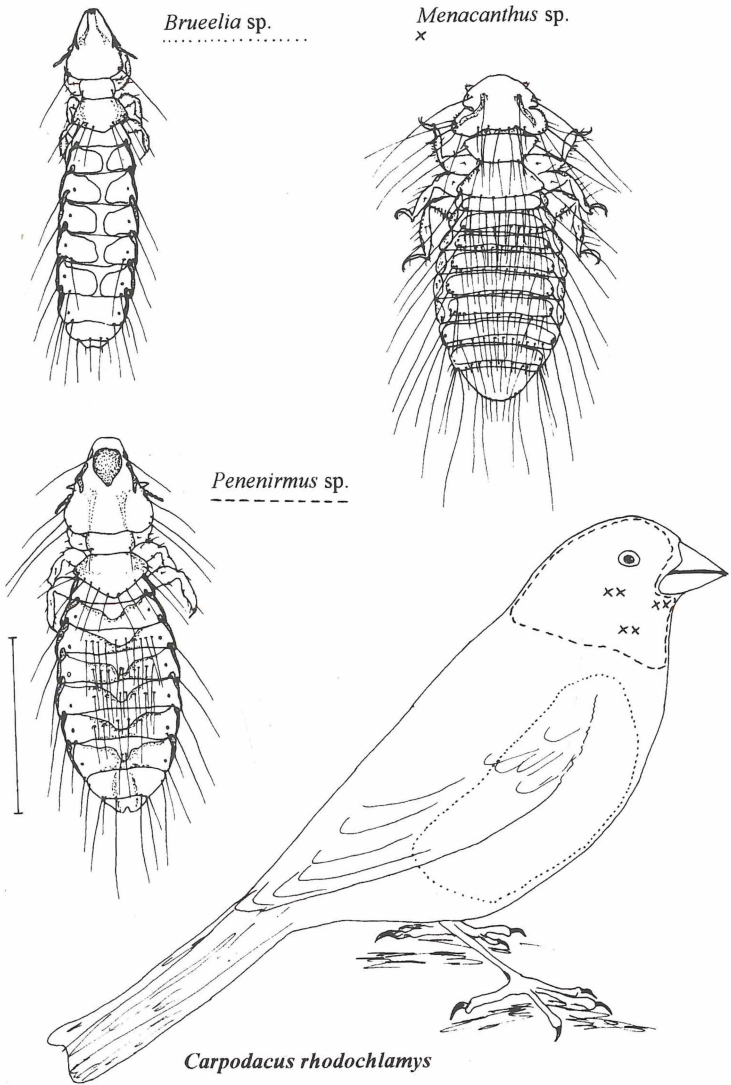 Brueelia sp.
Menacanthus sp.
×
Penenirmus sp.
×× ×× ××
Carpodacus rhodochlamys